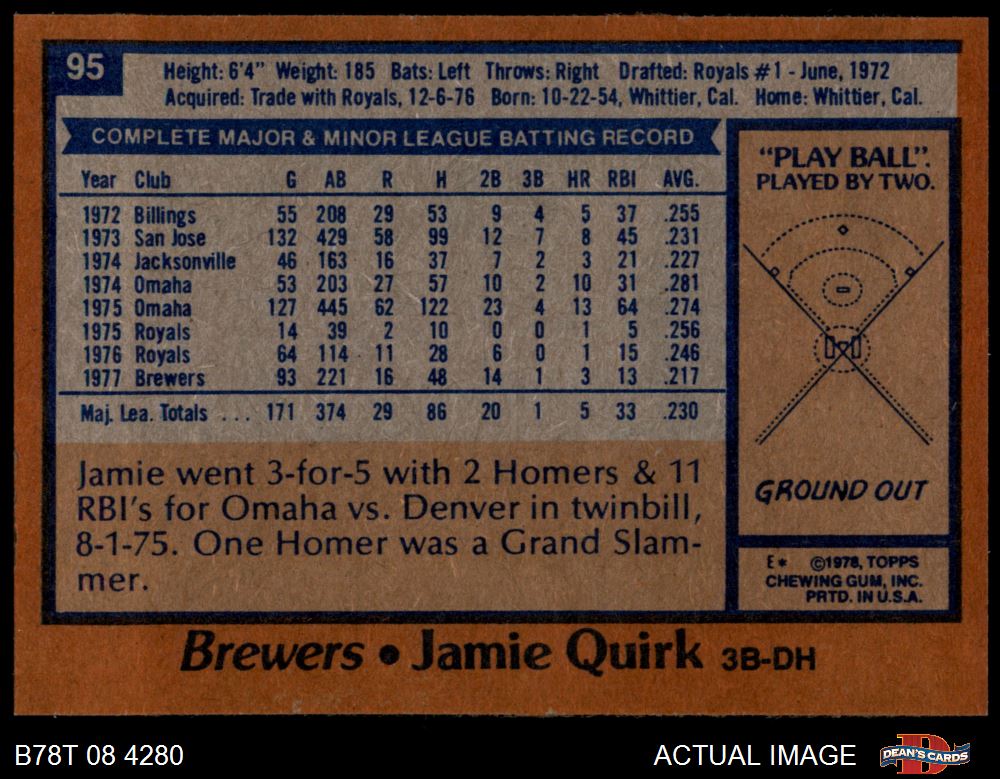 95
Height: 6'4" Weight: 185 Bats: Left Throws: Right Drafted: Royals #1 - June, 1972
Acquired: Trade with Royals, 12-6-76 Born: 10-22-54, Whittier, Cal. Home: Whittier, Cal.
COMPLETE MAJOR & MINOR LEAGUE BATTING RECORD
Year Club G AB R H 2B 3B HR RBI AVG.
1972 Billings 55 208 29 53 9 4 5 37 .255
1973 San Jose 132 429 58 99 12 7 8 45 .231
1974 Jacksonville 46 163 16 37 7 2 3 21 .227
1974 Omaha 53 203 27 57 10 2 10 31 .281
1975 Omaha 127 445 62 122 23 4 13 64 .274
1975 Royals 14 39 2 10 0 0 1 5 .256
1976 Royals 64 114 11 28 6 0 1 15 .246
1977 Brewers 93 221 16 48 14 1 3 13 .217
Maj. Lea. Totals . . . 171 374 29 86 20 1 5 33 .230
Jamie went 3-for-5 with 2 Homers & 11
RBI's for Omaha vs. Denver in twinbill,
8-1-75. One Homer was a Grand Slam-
mer.
"PLAY BALL".
PLAYED BY TWO.
GROUND OUT
E* ©1978, TOPPS
CHEWING GUM, INC.
PRTD. IN U.S.A.
Brewers • Jamie Quirk 3B-DH
B78T 08 4280 ACTUAL IMAGE
DEAN'S CARDS